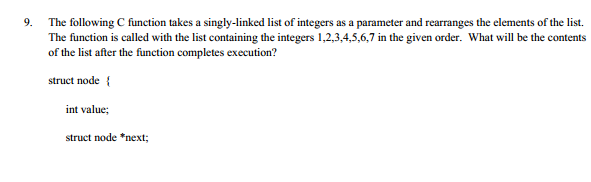 9. The following C function takes a singly-linked list of integers as a parameter and rearranges the elements of the list.
The function is called with the list containing the integers 1,2,3,4,5,6,7 in the given order. What will be the contents
of the list after the function completes execution?
struct node {
int value;
struct node *next;